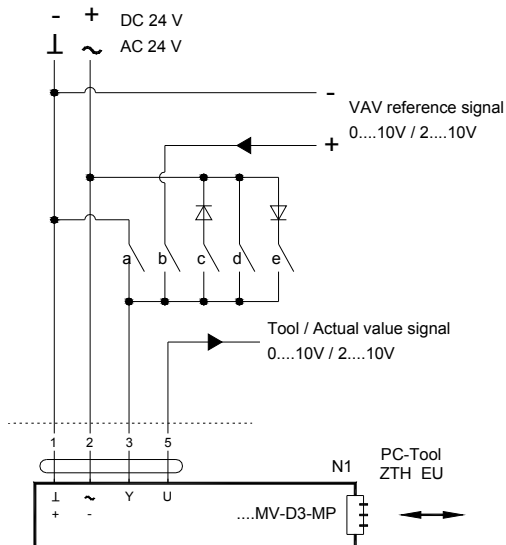 - + DC 24 V
⊥ ~ AC 24 V
-
VAV reference signal
+ 0....10V / 2....10V
a b c d e
Tool / Actual value signal
0....10V / 2....10V
1 2 3 5
N1 PC-Tool
ZTH EU
⊥ ~ Y U
+ - ....MV-D3-MP